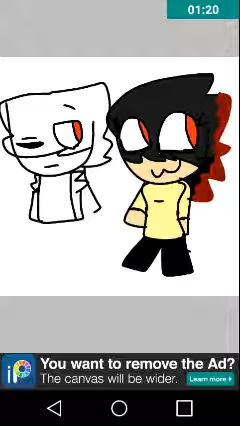 01:20
You want to remove the Ad?
The canvas will be wider.
Learn more